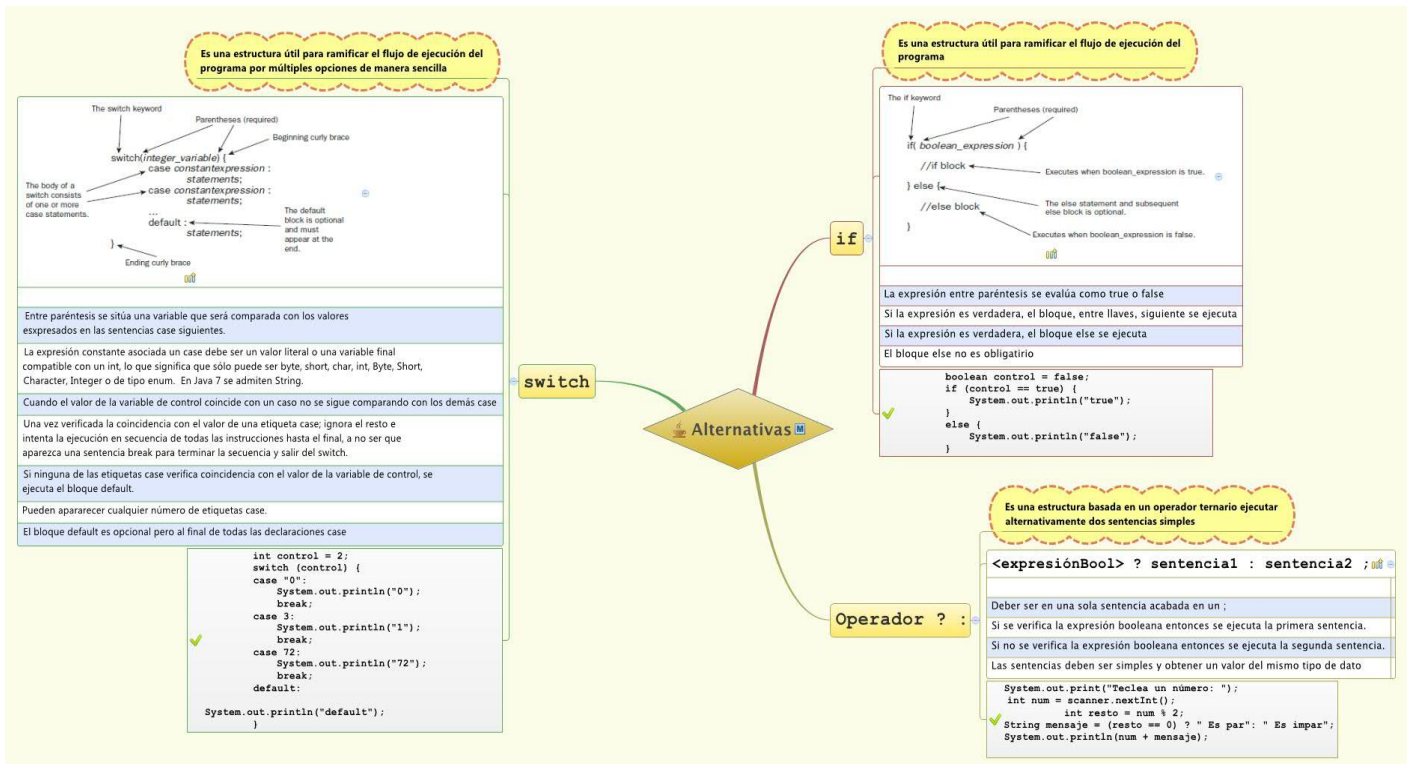 Es una estructura útil para ramificar el flujo de ejecución del
programa por múltiples opciones de manera sencilla
The switch keyword
Parentheses (required)
Beginning curly brace
switch(integer_variable) {
case constantexpression :
statements;
case constantexpression :
statements;
...
default :
statements;
}
The body of a
switch consists
of one or more
case statements.
The default
block is optional
and must
appear at the
end.
Ending curly brace
Entre paréntesis se sitúa una variable que será comparada con los valores
esxpresados en las sentencias case siguientes.
La expresión constante asociada un case debe ser un valor literal o una variable final
compatible con un int, lo que significa que sólo puede ser byte, short, char, int, Byte, Short,
Character, Integer o de tipo enum. En Java 7 se admiten String.
Cuando el valor de la variable de control coincide con un caso no se sigue comparando con los demás case
Una vez verificada la coincidencia con el valor de una etiqueta case; ignora el resto e
intenta la ejecución en secuencia de todas las instrucciones hasta el final, a no ser que
aparezca una sentencia break para terminar la secuencia y salir del switch.
Si ninguna de las etiquetas case verifica coincidencia con el valor de la variable de control, se
ejecuta el bloque default.
Pueden apararecer cualquier número de etiquetas case.
El bloque default es opcional pero al final de todas las declaraciones case
int control = 2;
switch (control) {
case "0":
System.out.println("0");
break;
case 3:
System.out.println("1");
break;
case 72:
System.out.println("72");
break;
default:
System.out.println("default");
}
switch
Alternativas
if
Es una estructura útil para ramificar el flujo de ejecución del
programa
The if keyword
Parentheses (required)
if( boolean_expression ) {
//if block
Executes when boolean_expression is true.
} else {
The else statement and subsequent
else block is optional.
//else block
}
Executes when boolean_expression is false.
La expresión entre paréntesis se evalúa como true o false
Si la expresión es verdadera, el bloque, entre llaves, siguiente se ejecuta
Si la expresión es verdadera, el bloque else se ejecuta
El bloque else no es obligatirio
boolean control = false;
if (control == true) {
System.out.println("true");
}
else {
System.out.println("false");
}
Operador ? :
Es una estructura basada en un operador ternario ejecutar
alternativamente dos sentencias simples
<expresiónBool> ? sentencia1 : sentencia2 ;
Deber ser en una sola sentencia acabada en un ;
Si se verifica la expresión booleana entonces se ejecuta la primera sentencia.
Si no se verifica la expresión booleana entonces se ejecuta la segunda sentencia.
Las sentencias deben ser simples y obtener un valor del mismo tipo de dato
System.out.print("Teclea un número: ");
int num = scanner.nextInt();
int resto = num % 2;
String mensaje = (resto == 0) ? " Es par": " Es impar";
System.out.println(num + mensaje);